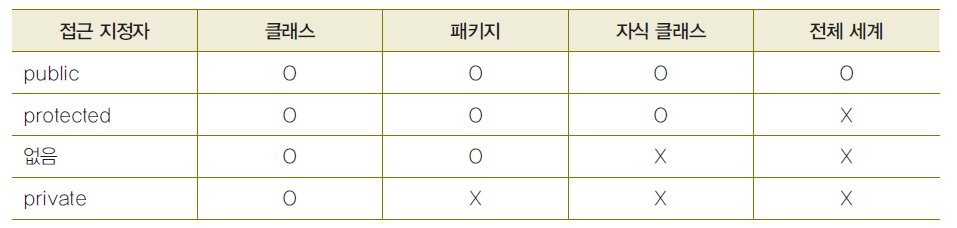 접근 지정자 클래스 패키지 자식 클래스 전체 세계
public O O O O
protected O O O X
없음 O O X X
private O X X X